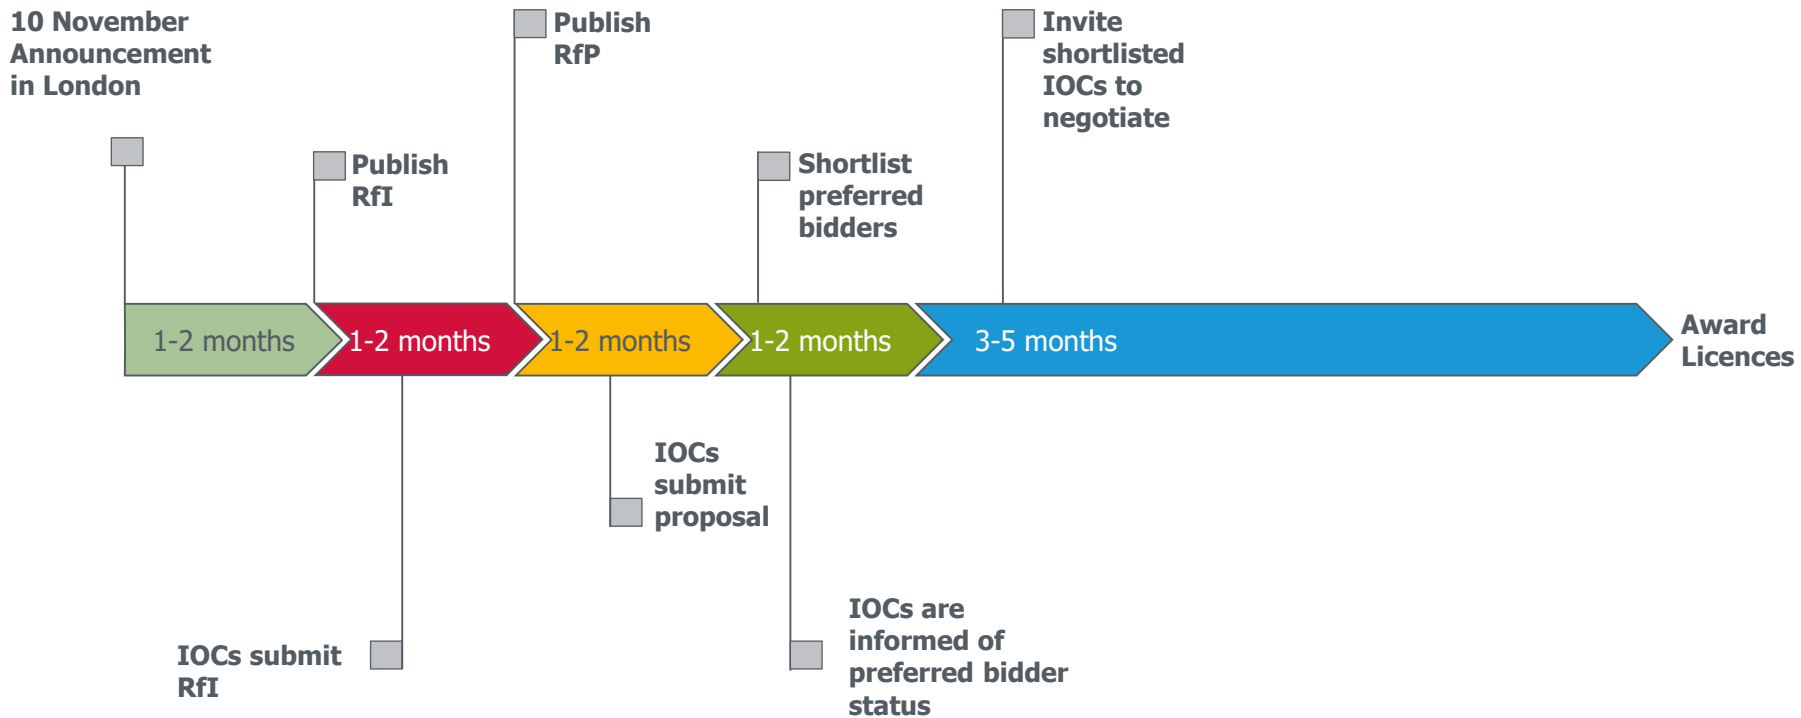 10 November
Announcement
in London
Publish
RfP
Invite
shortlisted
IOCs to
negotiate
Publish
RfI
Shortlist
preferred
bidders
1-2 months
1-2 months
1-2 months
1-2 months
3-5 months
Award
Licences
IOCs
submit
proposal
IOCs submit
RfI
IOCs are
informed of
preferred bidder
status